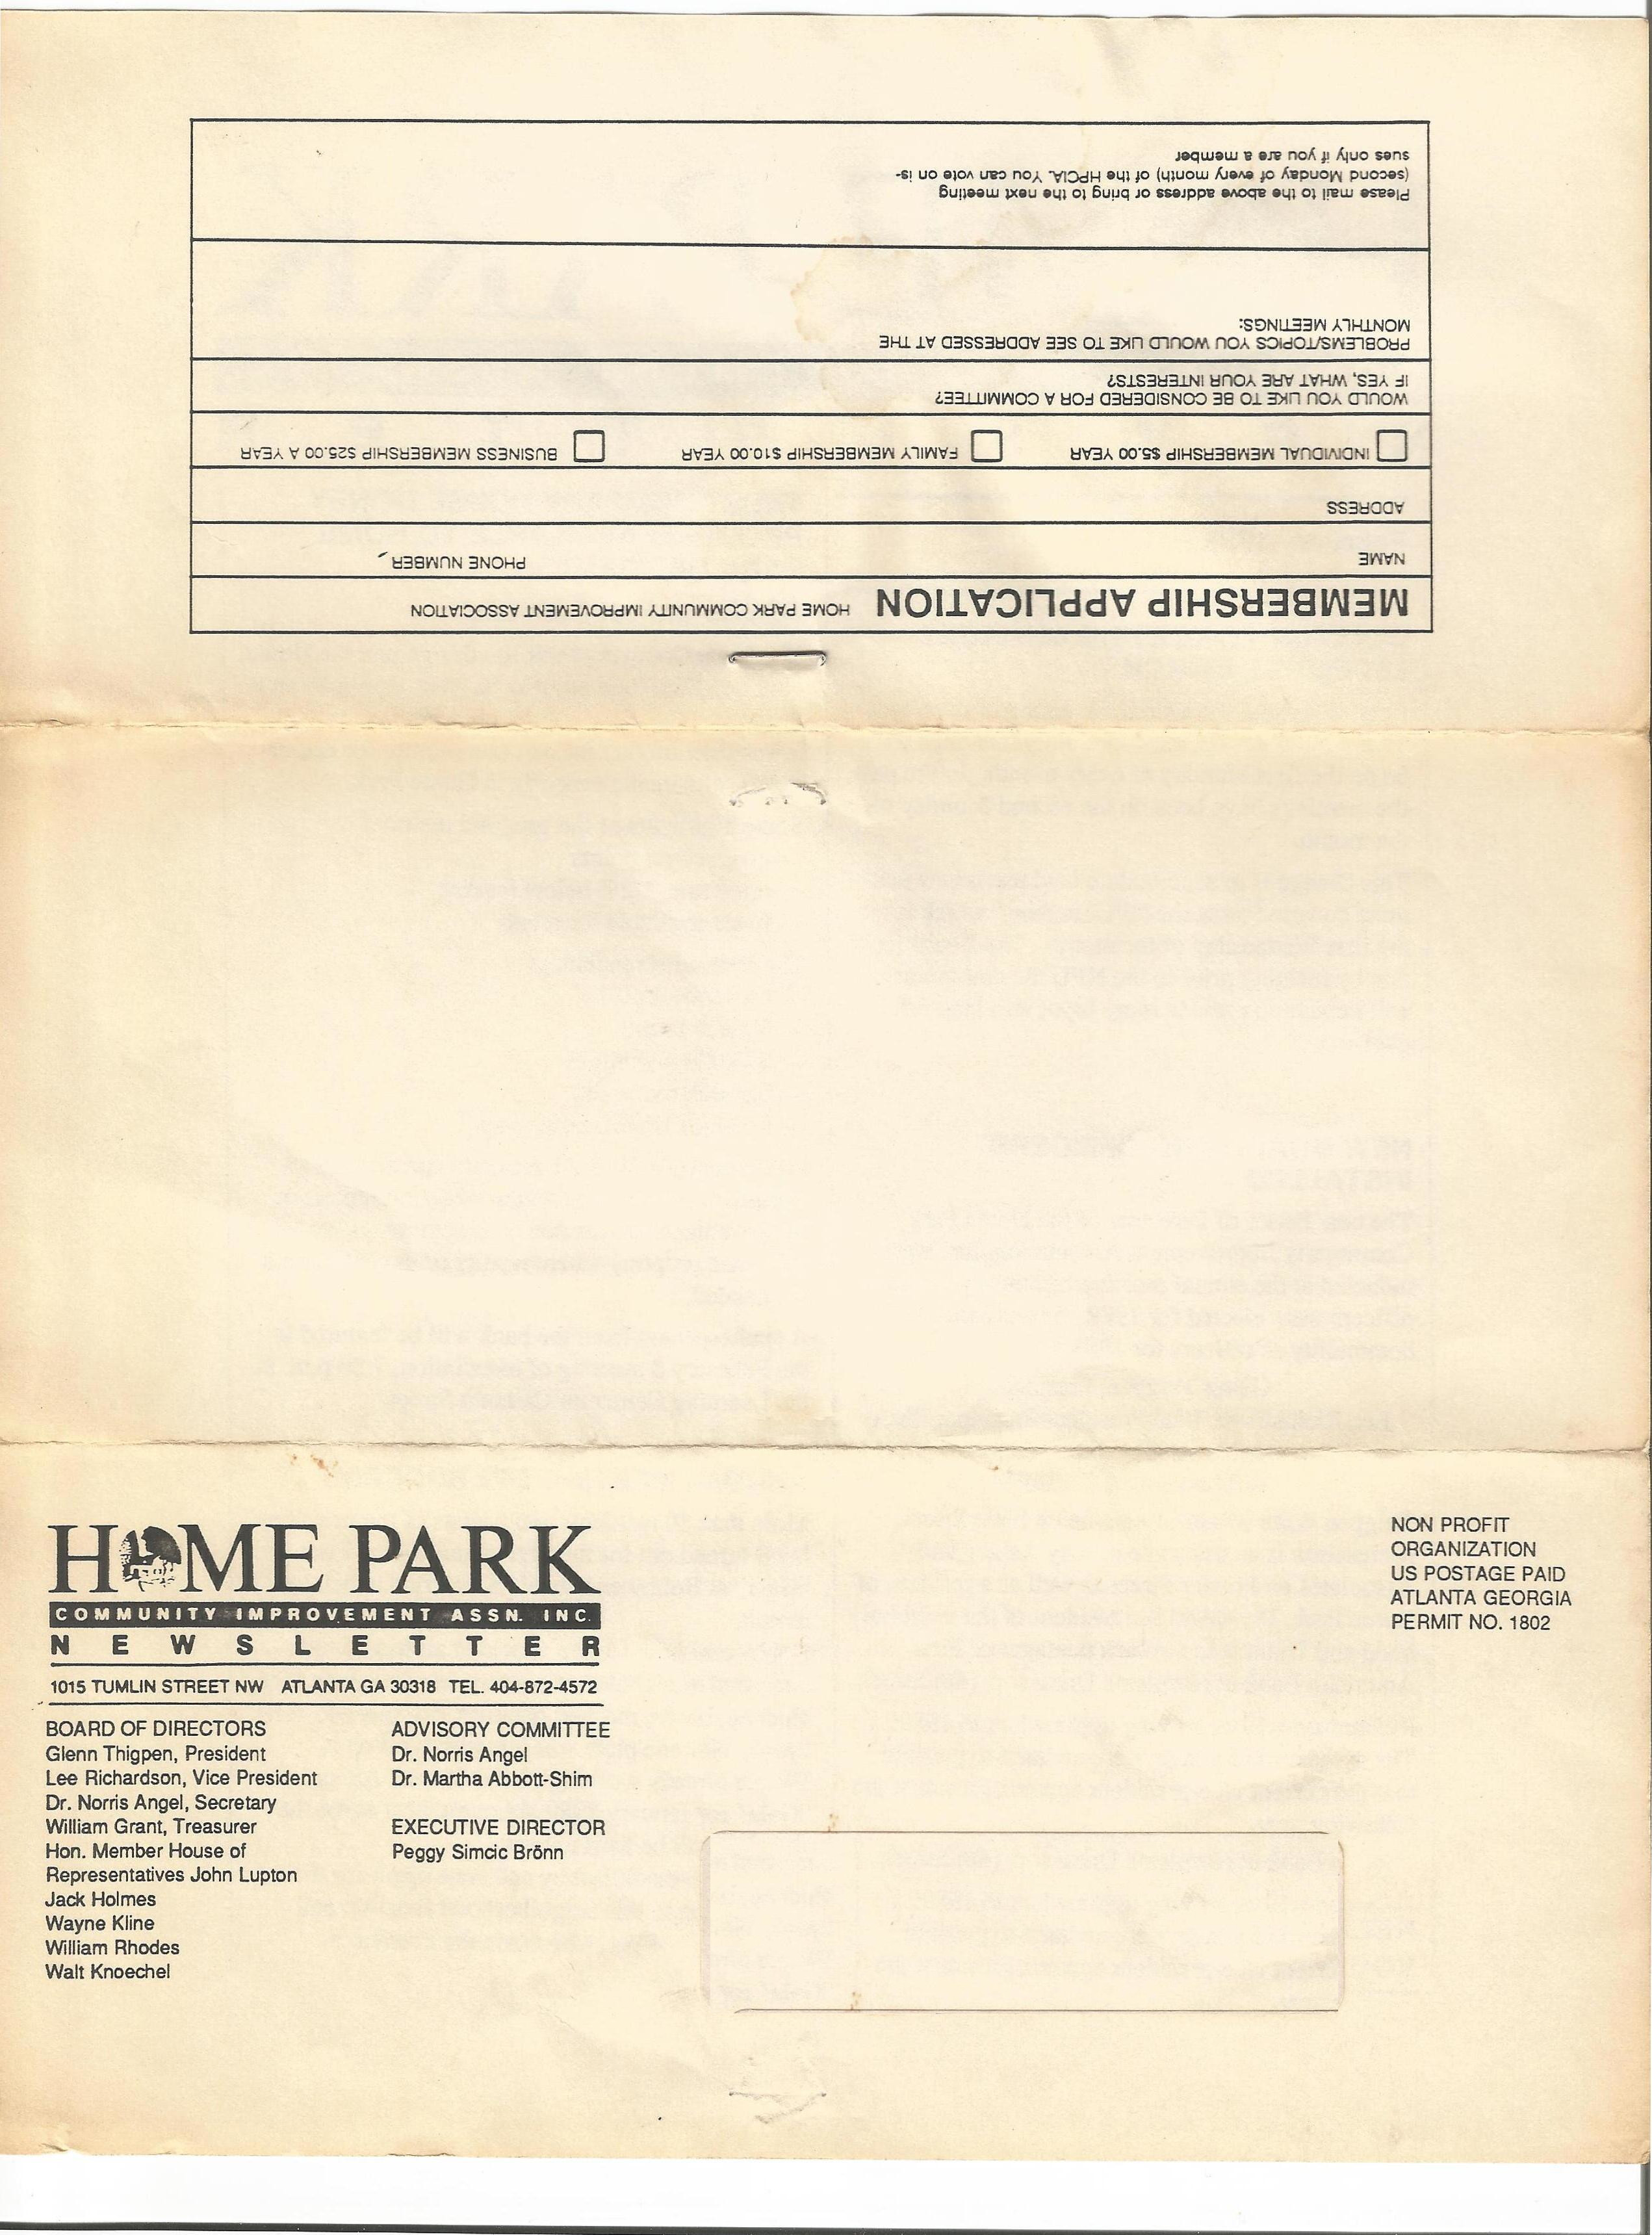 MEMBERSHIP APPLICATION HOME PARK COMMUNITY IMPROVEMENT ASSOCIATION
NAME PHONE NUMBER
ADDRESS
INDIVIDUAL MEMBERSHIP $5.00 YEAR FAMILY MEMBERSHIP $10.00 YEAR BUSINESS MEMBERSHIP $25.00 A YEAR
WOULD YOU LIKE TO BE CONSIDERED FOR A COMMITTEE?
IF YES, WHAT ARE YOUR INTERESTS?
PROBLEMS/TOPICS YOU WOULD LIKE TO SEE ADDRESSED AT THE
MONTHLY MEETINGS:
Please mail to the above address or bring to the next meeting
(second Monday of every month) of the HPCIA. You can vote on is-
sues only if you are a member
HOME PARK
COMMUNITY IMPROVEMENT ASSN. INC.
NEWSLETTER
1015 TUMLIN STREET NW ATLANTA GA 30318 TEL. 404-872-4572
BOARD OF DIRECTORS
Glenn Thigpen, President
Lee Richardson, Vice President
Dr. Norris Angel, Secretary
William Grant, Treasurer
Hon. Member House of
Representatives John Lupton
Jack Holmes
Wayne Kline
William Rhodes
Walt Knoechel
ADVISORY COMMITTEE
Dr. Norris Angel
Dr. Martha Abbott-Shim
EXECUTIVE DIRECTOR
Peggy Simcic Brönn
NON PROFIT
ORGANIZATION
US POSTAGE PAID
ATLANTA GEORGIA
PERMIT NO. 1802